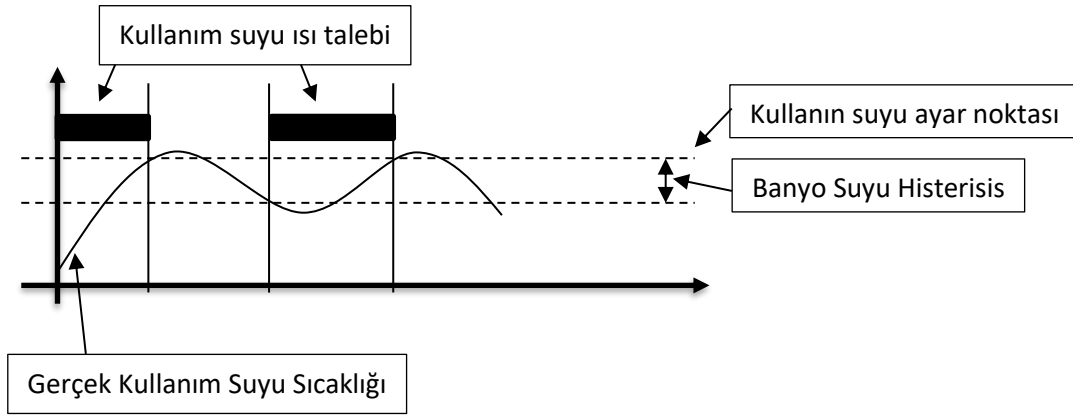 Kullanım suyu ısı talebi
Kullanın suyu ayar noktası
Banyo Suyu Histerisis
Gerçek Kullanım Suyu Sıcaklığı